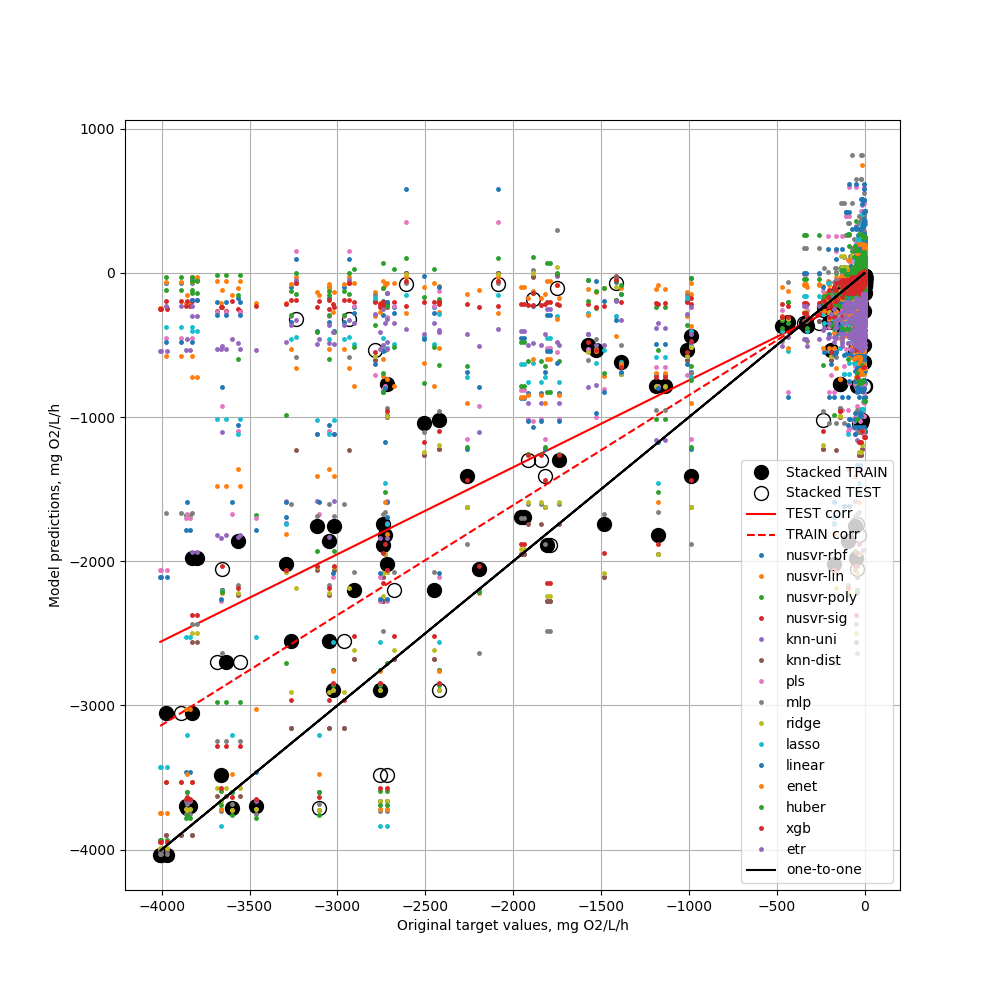 1000
0
−1000
−2000
−3000
−4000
Model predictions, mg O2/L/h
−4000
−3500
−3000
−2500
−2000
−1500
−1000
−500
0
Original target values, mg O2/L/h
Stacked TRAIN
Stacked TEST
TEST corr
TRAIN corr
nusvr-rbf
nusvr-lin
nusvr-poly
nusvr-sig
knn-uni
knn-dist
pls
mlp
ridge
lasso
linear
enet
huber
xgb
etr
one-to-one